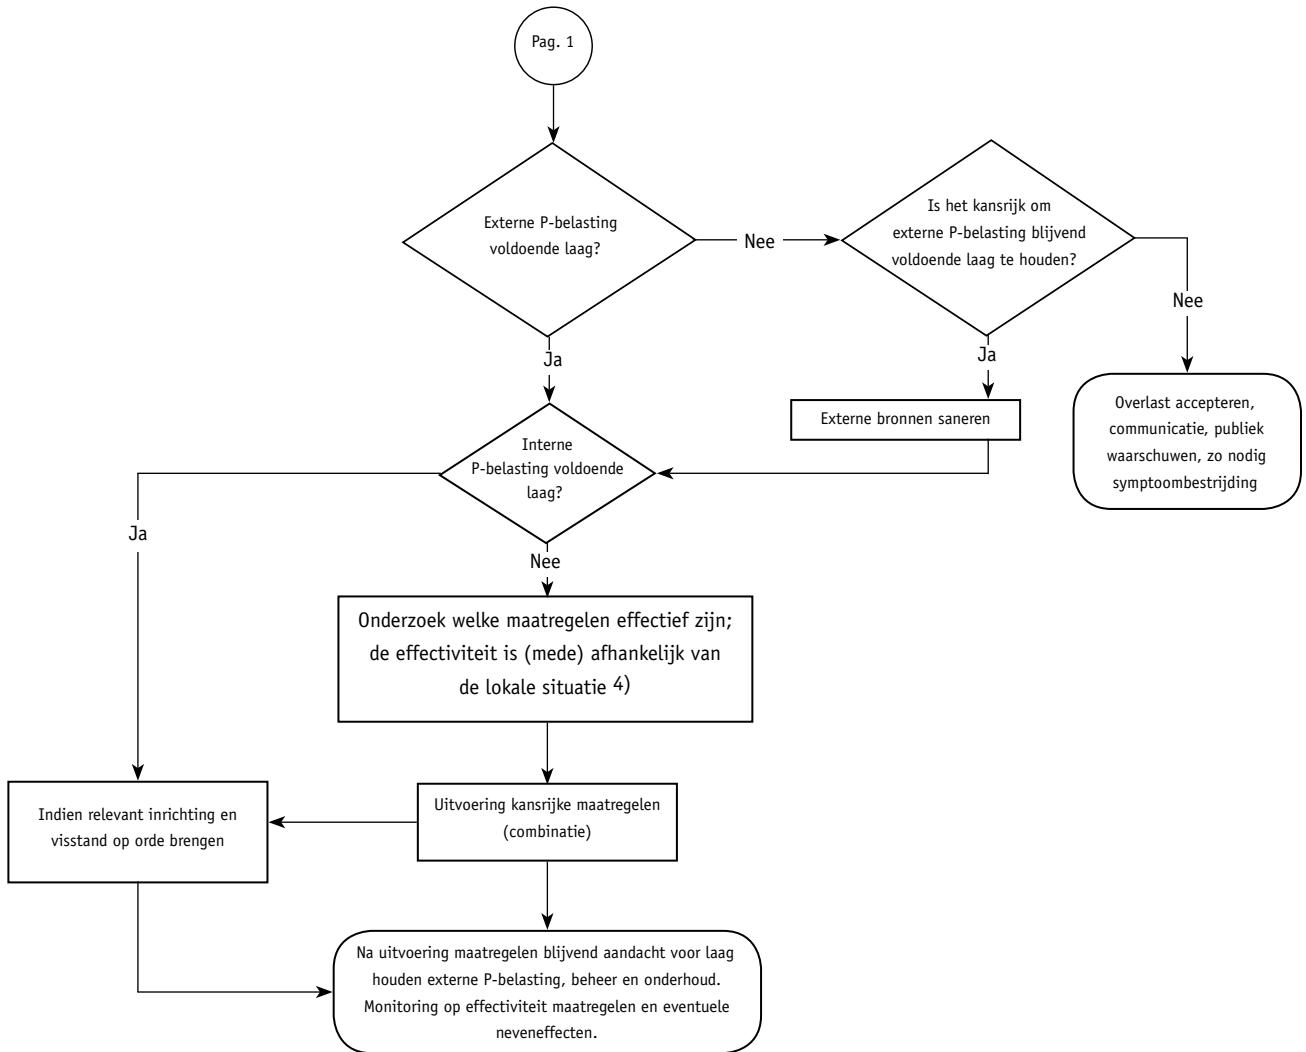 Pag. 1
Externe P-belasting
voldoende laag?
Nee
Is het kansrijk om
externe P-belasting blijvend
voldoende laag te houden?
Nee
Ja
Ja
Overlast accepteren,
communicatie, publiek
waarschuwen, zo nodig
symptoombestrijding
Externe bronnen saneren
Interne
P-belasting voldoende
laag?
Ja
Nee
Onderzoek welke maatregelen effectief zijn;
de effectiviteit is (mede) afhankelijk van
de lokale situatie 4)
Indien relevant inrichting en
visstand op orde brengen
Uitvoering kansrijke maatregelen
(combinatie)
Na uitvoering maatregelen blijvend aandacht voor laag
houden externe P-belasting, beheer en onderhoud.
Monitoring op effectiviteit maatregelen en eventuele
neveneffecten.